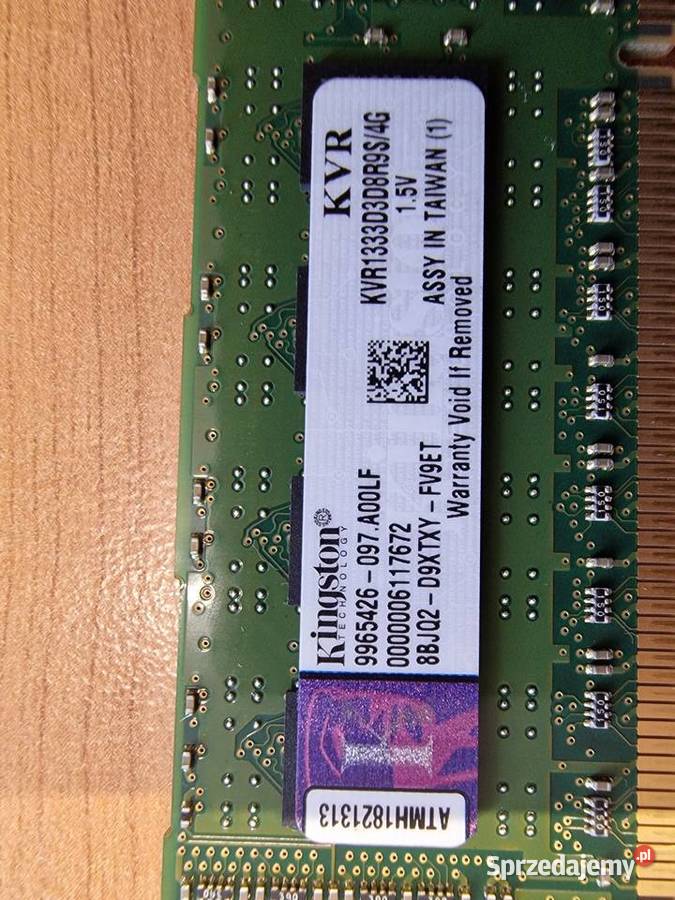 KVR
KVR1333D3D8R9S/4G
1.5V
ASSY IN TAIWAN (1)
Kingston®
TECHNOLOGY
9965426-097.A00LF
0000006117672
8BJQ2-D9XTXY-FV9ET
Warranty Void If Removed
ATMH1821313
Sprzedajemy.pl